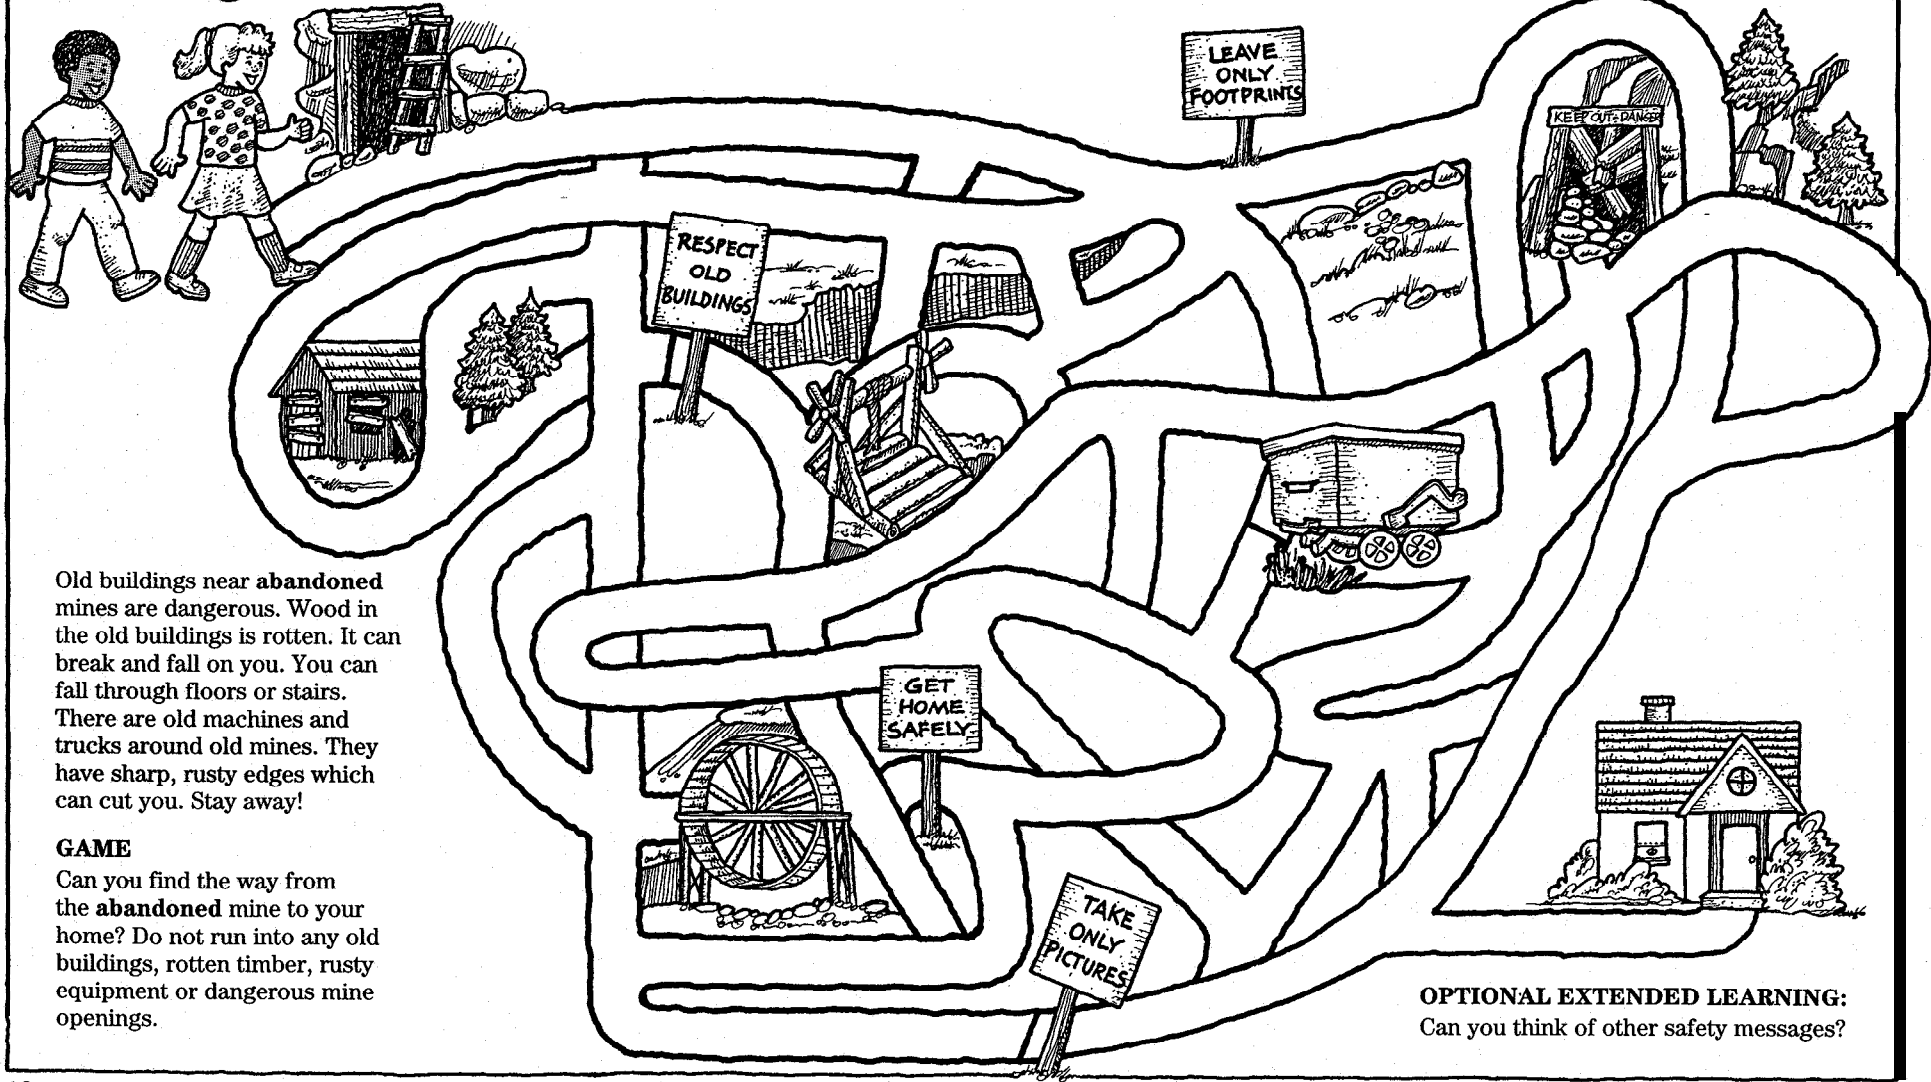 LEAVE
ONLY
FOOTPRINTS
KEEP OUT-DANGER
RESPECT
OLD
BUILDINGS
Old buildings near abandoned
mines are dangerous. Wood in
the old buildings is rotten. It can
break and fall on you. You can
fall through floors or stairs.
There are old machines and
trucks around old mines. They
have sharp, rusty edges which
can cut you. Stay away!
GET
HOME
SAFELY
GAME
Can you find the way from
the abandoned mine to your
home? Do not run into any old
buildings, rotten timber, rusty
equipment or dangerous mine
openings.
TAKE
ONLY
PICTURES
OPTIONAL EXTENDED LEARNING:
Can you think of other safety messages?